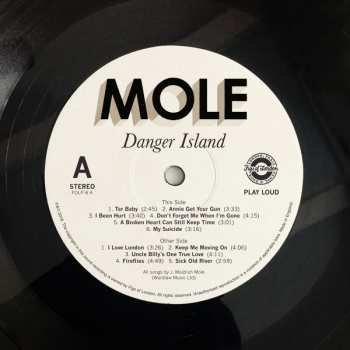 MOLE
Danger Island
A
STEREO
PLAY LOUD
This Side
1. Tar Baby (2:45) 2. Annie Get Your Gun (3:33)
3. I Been Hurt (3:40) 4. Don't Forget Me When I'm Gone (4:15)
5. A Broken Heart Can Still Keep Time (3:31)
6. My Suicide (3:16)
Other Side
1. I Love London (3:26) 2. Keep Me Moving On (4:06)
3. Uncle Billy's One True Love (4:11)
4. Fireflies (4:49) 5. Sick Old River (2:59)
All songs by J. Waldrich Mole